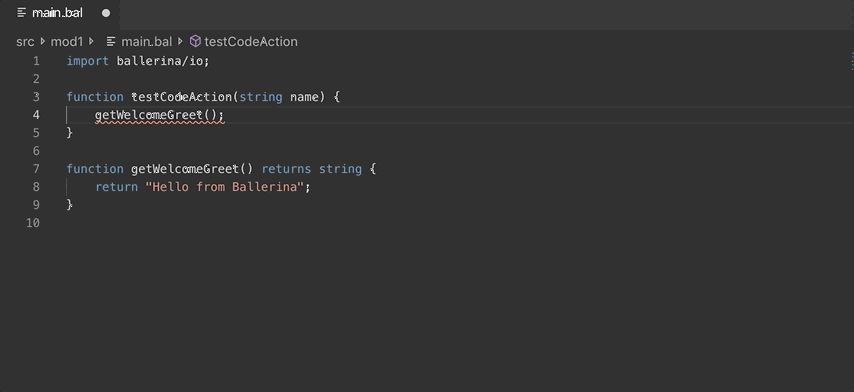 main.bal
src mod1 main.bal testCodeAction
1 import ballerina/io;
2
3 function testCodeAction(string name) {
4     getWelcomeGreet();
5 }
6
7 function getWelcomeGreet() returns string {
8     return "Hello from Ballerina";
9 }
10